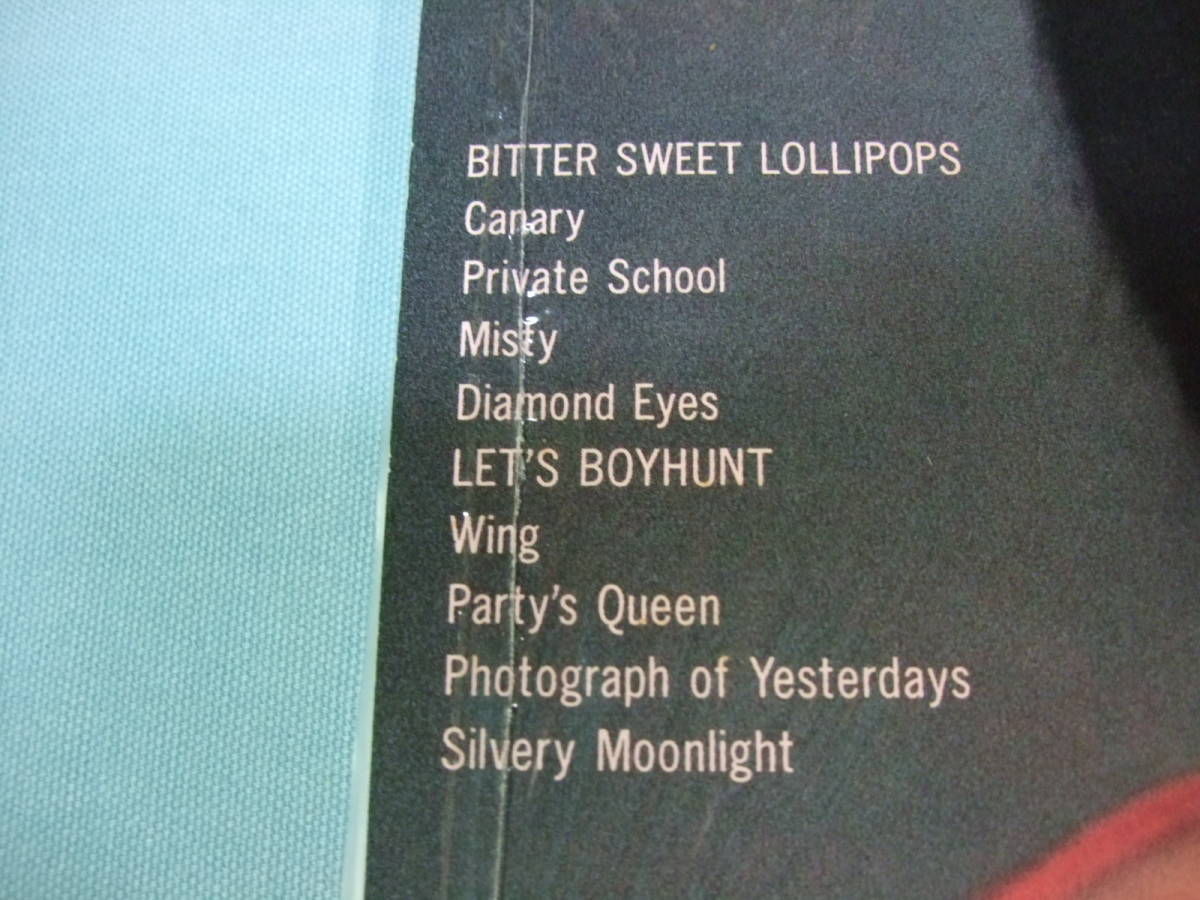 BITTER SWEET LOLLIPOPS
Canary
Private School
Misty
Diamond Eyes
LET'S BOYHUNT
Wing
Party's Queen
Photograph of Yesterdays
Silvery Moonlight